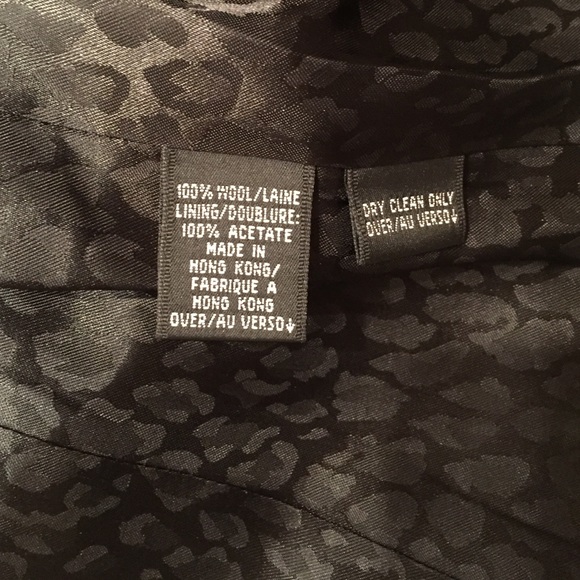 100% WOOL/LAINE
LINING/DOUBLURE:
100% ACETATE
MADE IN
HONG KONG/
FABRIQUE A
HONG KONG
OVER/AU VERSO↓
DRY CLEAN ONLY
OVER/AU VERSO↓